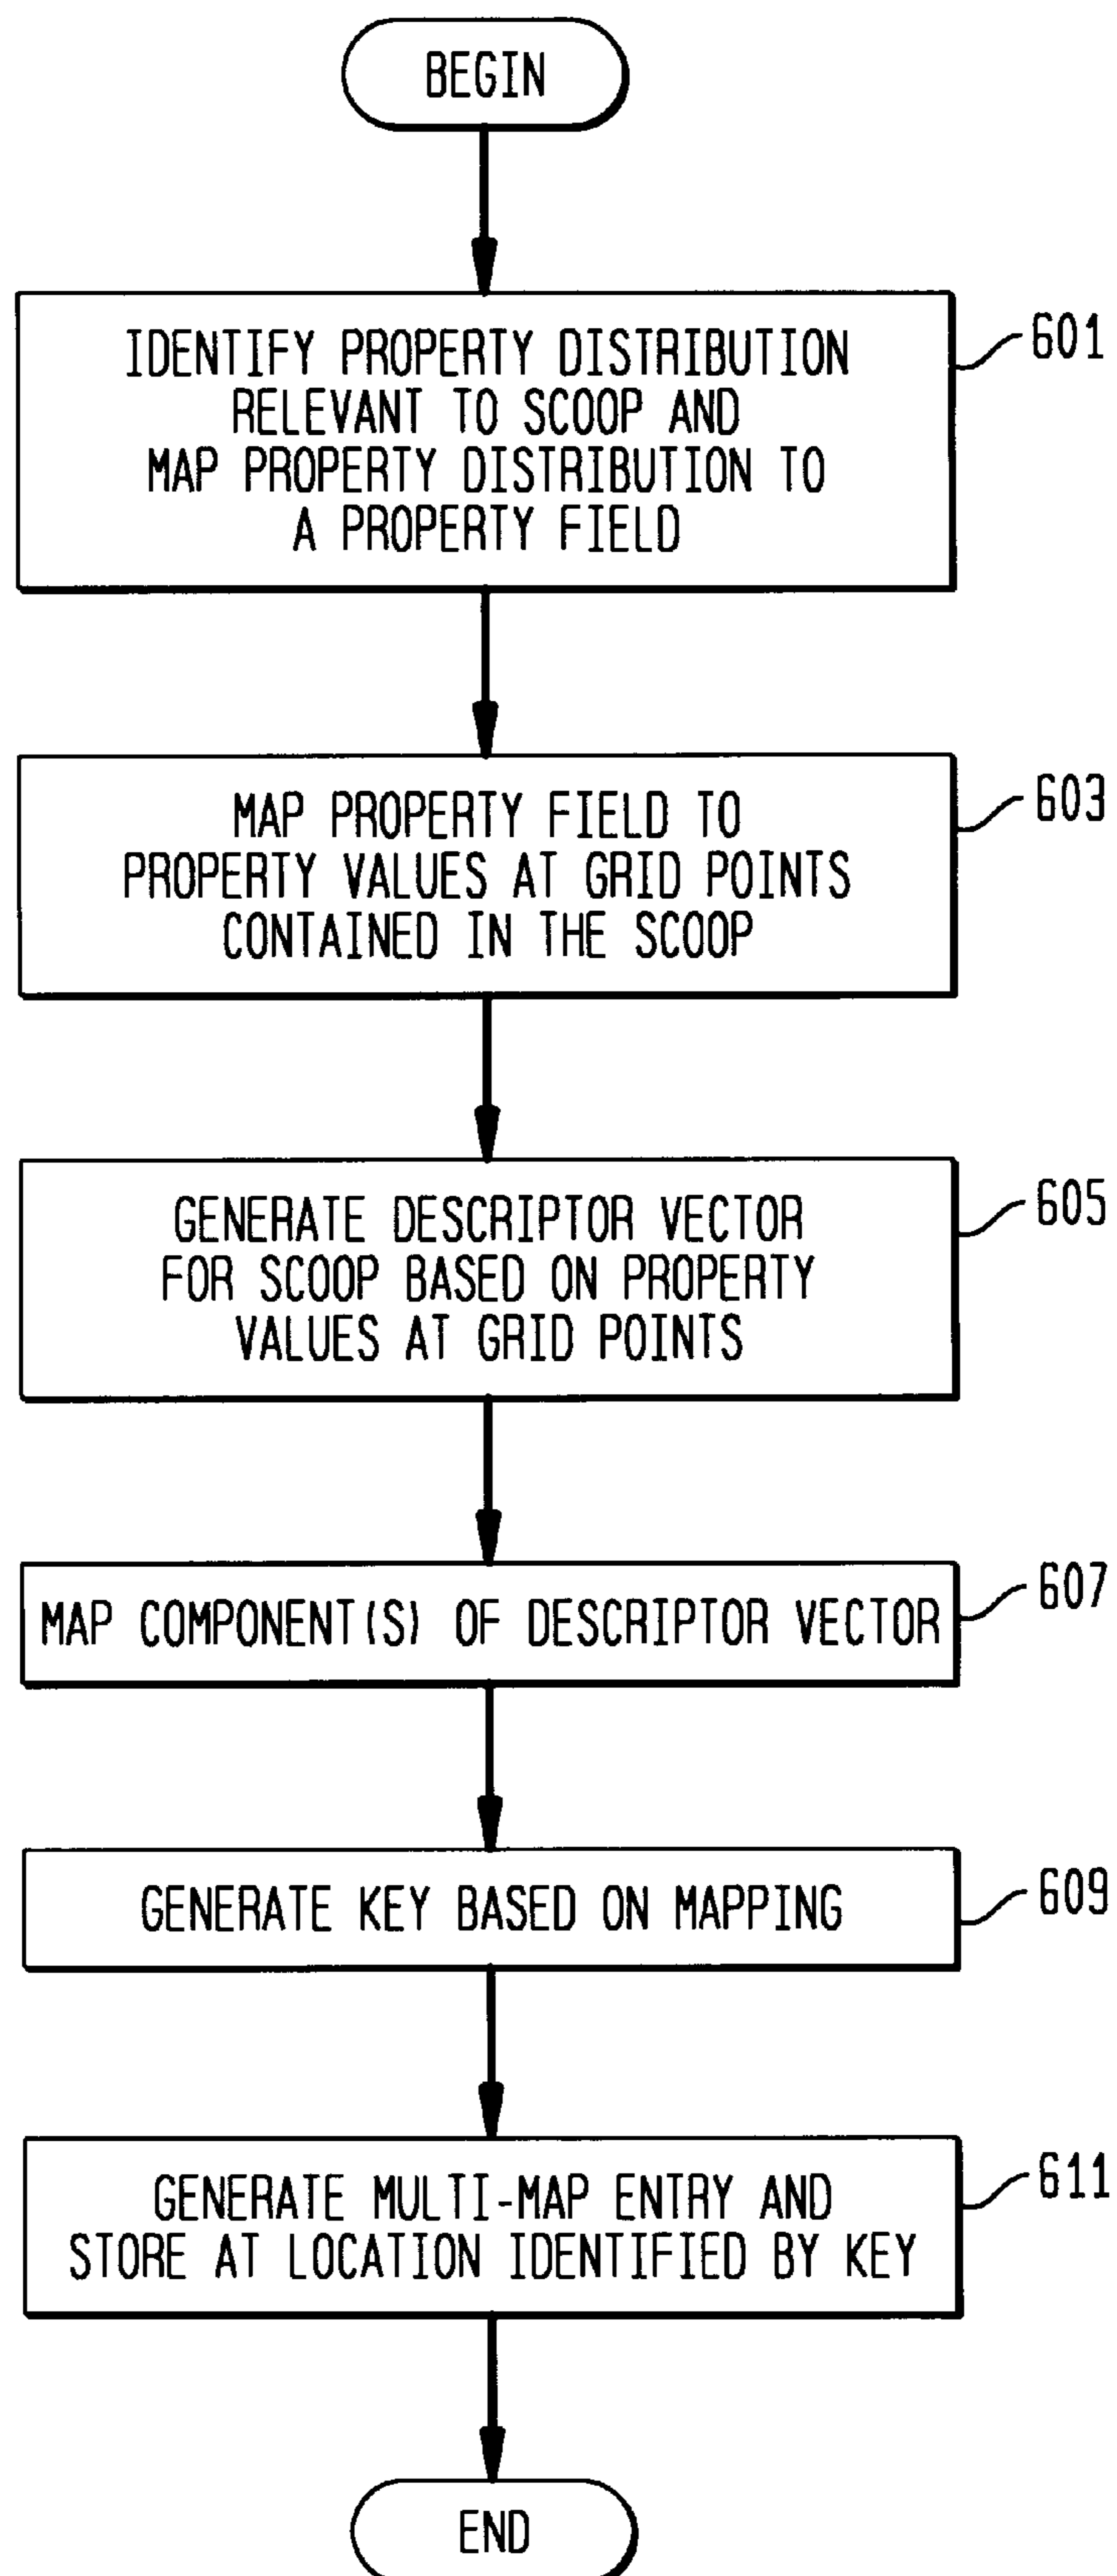 BEGIN
IDENTIFY PROPERTY DISTRIBUTION
RELEVANT TO SCOOP AND
MAP PROPERTY DISTRIBUTION TO
A PROPERTY FIELD
601
MAP PROPERTY FIELD TO
PROPERTY VALUES AT GRID POINTS
CONTAINED IN THE SCOOP
603
GENERATE DESCRIPTOR VECTOR
FOR SCOOP BASED ON PROPERTY
VALUES AT GRID POINTS
605
MAP COMPONENT(S) OF DESCRIPTOR VECTOR
607
GENERATE KEY BASED ON MAPPING
609
GENERATE MULTI-MAP ENTRY AND
STORE AT LOCATION IDENTIFIED BY KEY
611
END